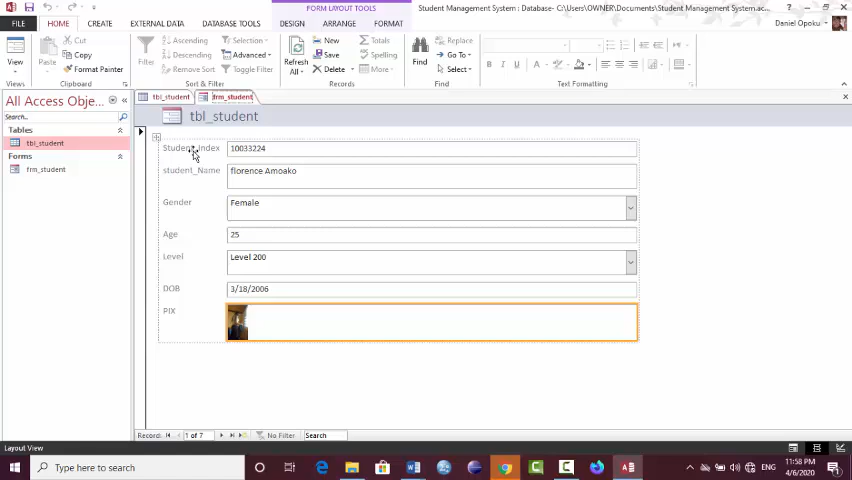 FORM LAYOUT TOOLS
Student Management System : Database- C:\Users\OWNER\Documents\Student Management System.ac...
FILE HOME CREATE EXTERNAL DATA DATABASE TOOLS DESIGN ARRANGE FORMAT Daniel Opoku
View
Paste
Cut
Copy
Format Painter
Filter
Ascending
Descending
Remove Sort
Selection
Advanced
Toggle Filter
Refresh
All
New
Save
Delete
Totals
Spelling
More
Find
Go To
Select
B I U
Views
Clipboard
Sort & Filter
Records
Find
Text Formatting
All Access Obje...
Search...
Tables
tbl_student
Forms
frm_student
tbl_student
frm_student
tbl_student
Student_Index 10033224
student_Name florence Amoako
Gender Female
Age 25
Level Level 200
DOB 3/18/2006
PIX
Record: 1 of 7 No Filter Search
Layout View
Type here to search
ENG
11:58 PM
4/6/2020